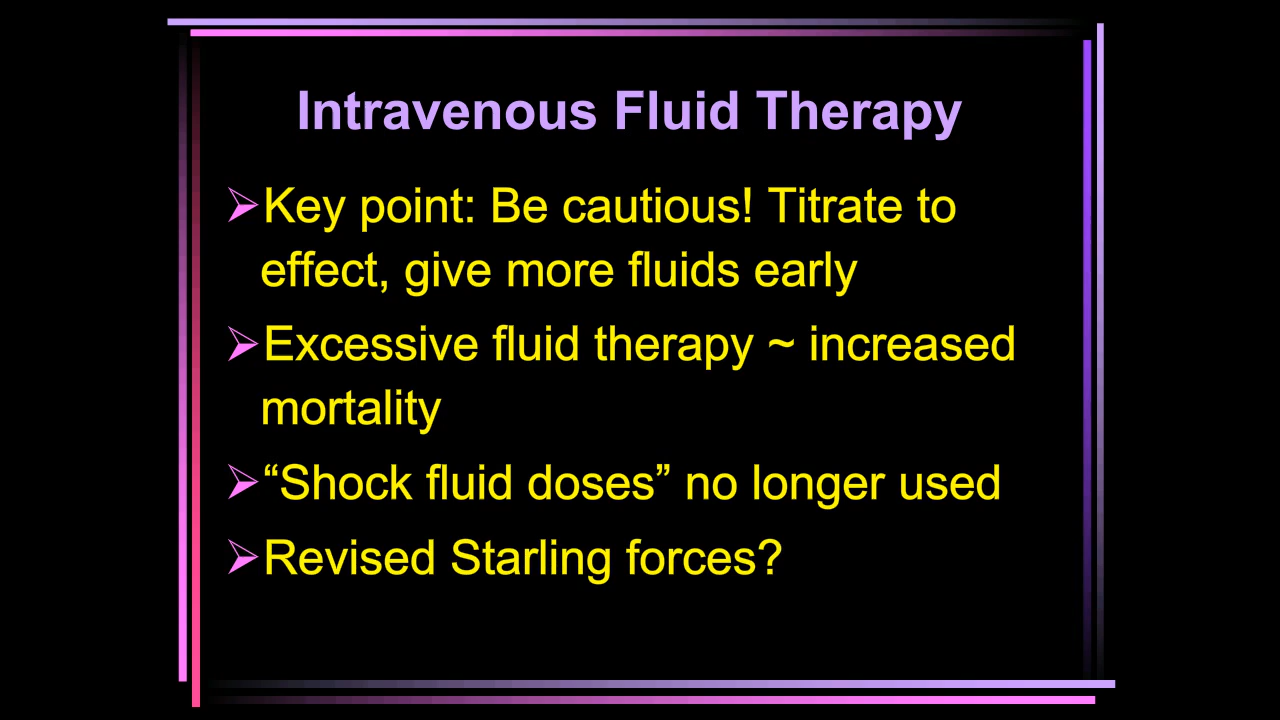 Intravenous Fluid Therapy
➢Key point: Be cautious! Titrate to
effect, give more fluids early
➢Excessive fluid therapy ~ increased
mortality
➢“Shock fluid doses” no longer used
➢Revised Starling forces?